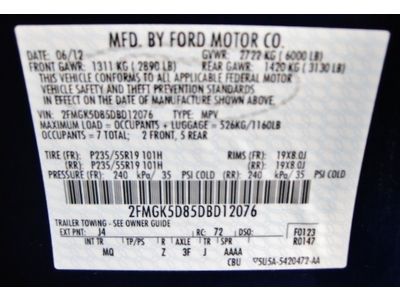 MFD. BY FORD MOTOR CO.
DATE: 06/12 GVWR: 2722 KG ( 6000 LB)
FRONT GAWR: 1311 KG ( 2890 LB) REAR GAWR: 1420 KG ( 3130 LB)
THIS VEHICLE CONFORMS TO ALL APPLICABLE FEDERAL MOTOR
VEHICLE SAFETY AND THEFT PREVENTION STANDARDS IN EFFECT ON
THE DATE OF MANUFACTURE SHOWN ABOVE.
VIN: 2FMGK5D85DBD12076 TYPE: MPV
MAXIMUM LOAD = OCCUPANTS + LUGGAGE = 526KG/1160LB
OCCUPANTS = 7 TOTAL: 2 FRONT, 5 REAR
TIRE (FR): P235/55R19 101H RIMS (FR): 19X8.0J
TIRE (RR): P235/55R19 101H RIMS (RR): 19X8.0J
PRESSURE (FR): 240 kPa/ 35 PSI COLD (RR): 240 kPa/ 35 PSI COLD
2FMGK5D85DBD12076
TRAILER TOWING - SEE OWNER GUIDE
EXT PNT: J4 RC: 72 DSO: F0123
R0147
INT TR TP/PS R AXLE TR SPR
MQ Z 3F J AAAA
CBU 5U5A-5420472-AA